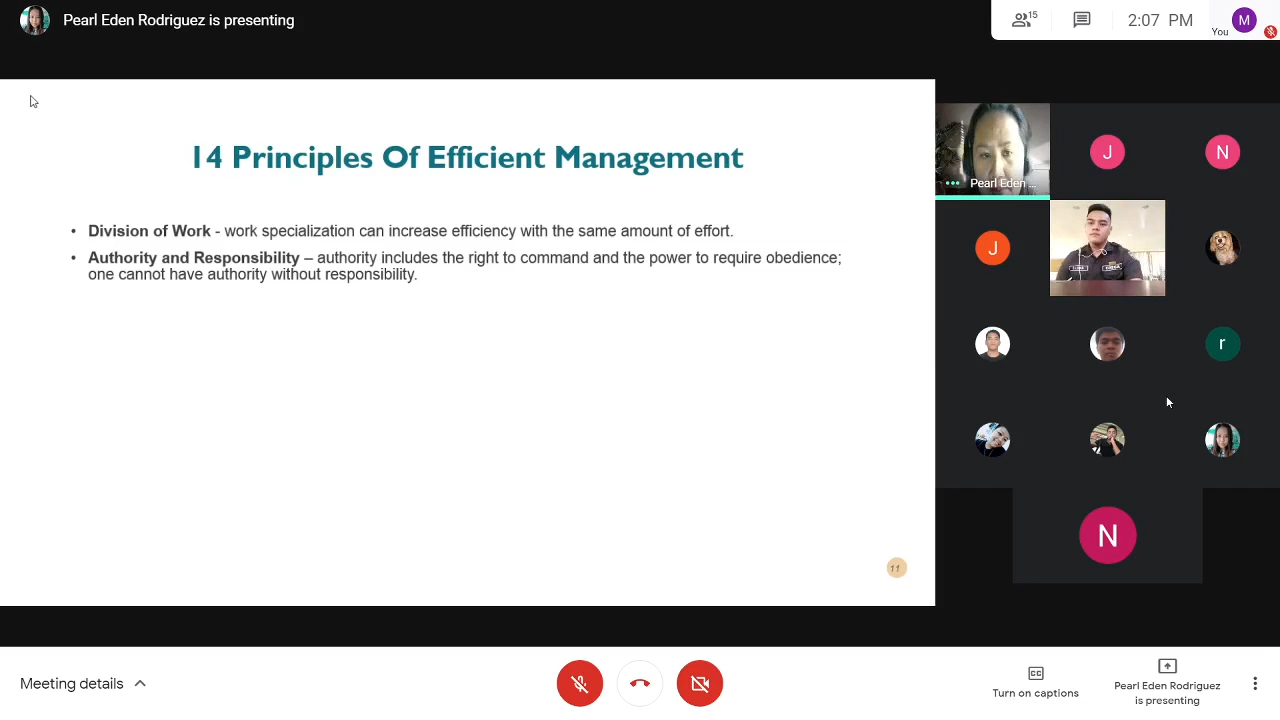 Pearl Eden Rodriguez is presenting
15
2:07 PM
You
M
14 Principles Of Efficient Management
• Division of Work - work specialization can increase efficiency with the same amount of effort.
• Authority and Responsibility – authority includes the right to command and the power to require obedience;
one cannot have authority without responsibility.
11
Pearl Eden ...
J
N
J
r
N
Meeting details
CC
Turn on captions
Pearl Eden Rodriguez
is presenting